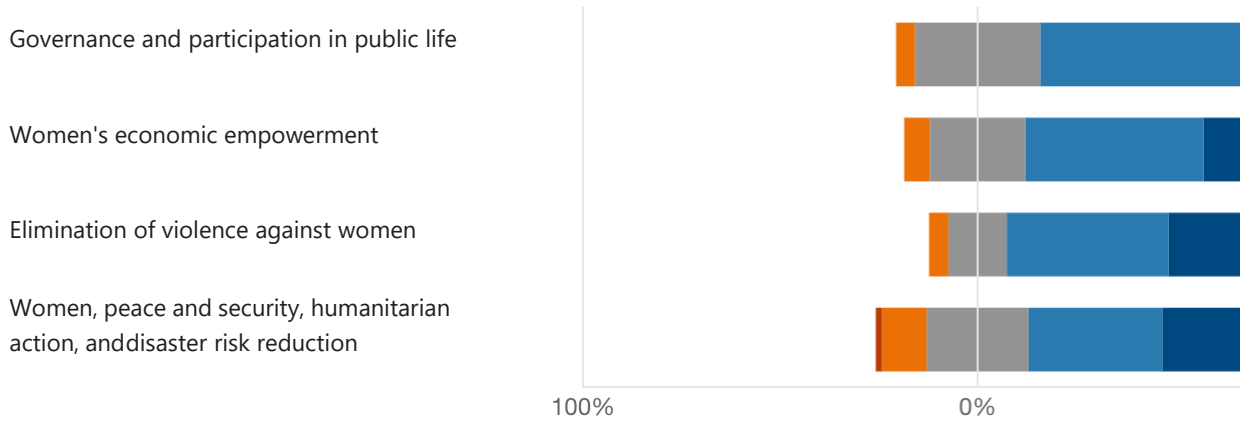 Governance and participation in public life
Women's economic empowerment
Elimination of violence against women
Women, peace and security, humanitarian
action, anddisaster risk reduction
100%
0%